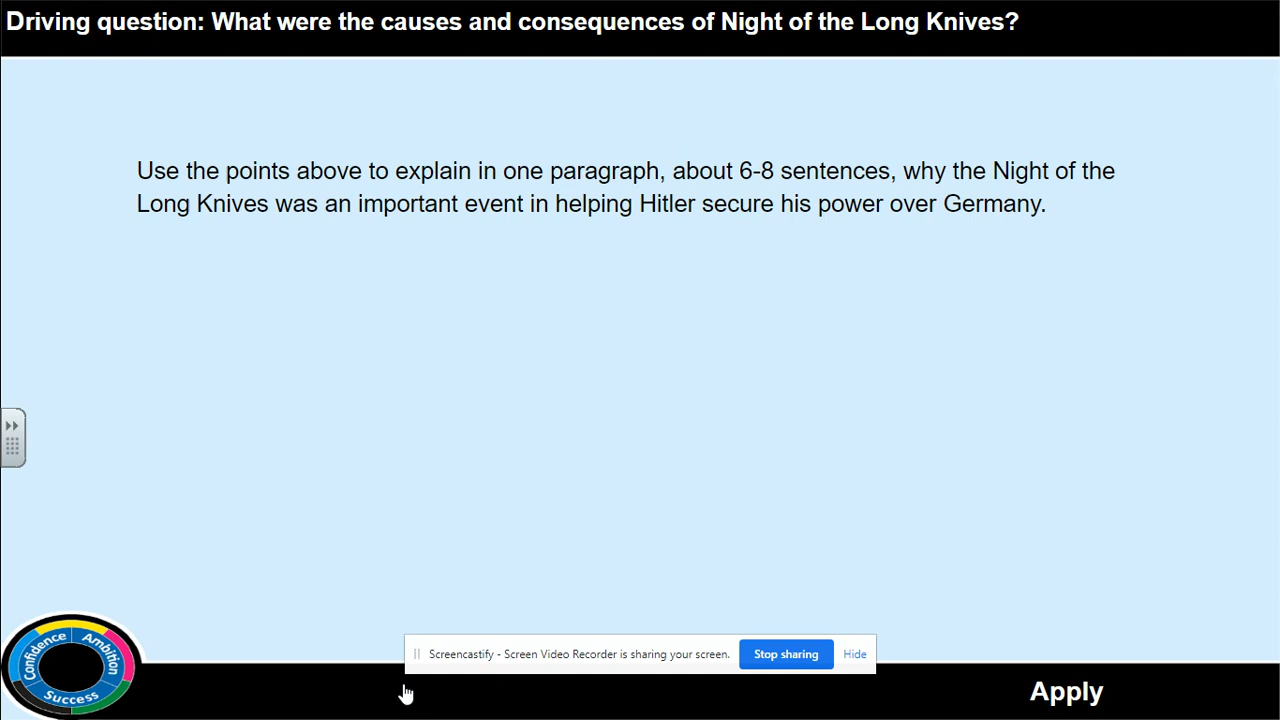 Driving question: What were the causes and consequences of Night of the Long Knives?
Use the points above to explain in one paragraph, about 6-8 sentences, why the Night of the
Long Knives was an important event in helping Hitler secure his power over Germany.
Confidence
Ambition
Success
Screencastify - Screen Video Recorder is sharing your screen.
Stop sharing
Hide
Apply